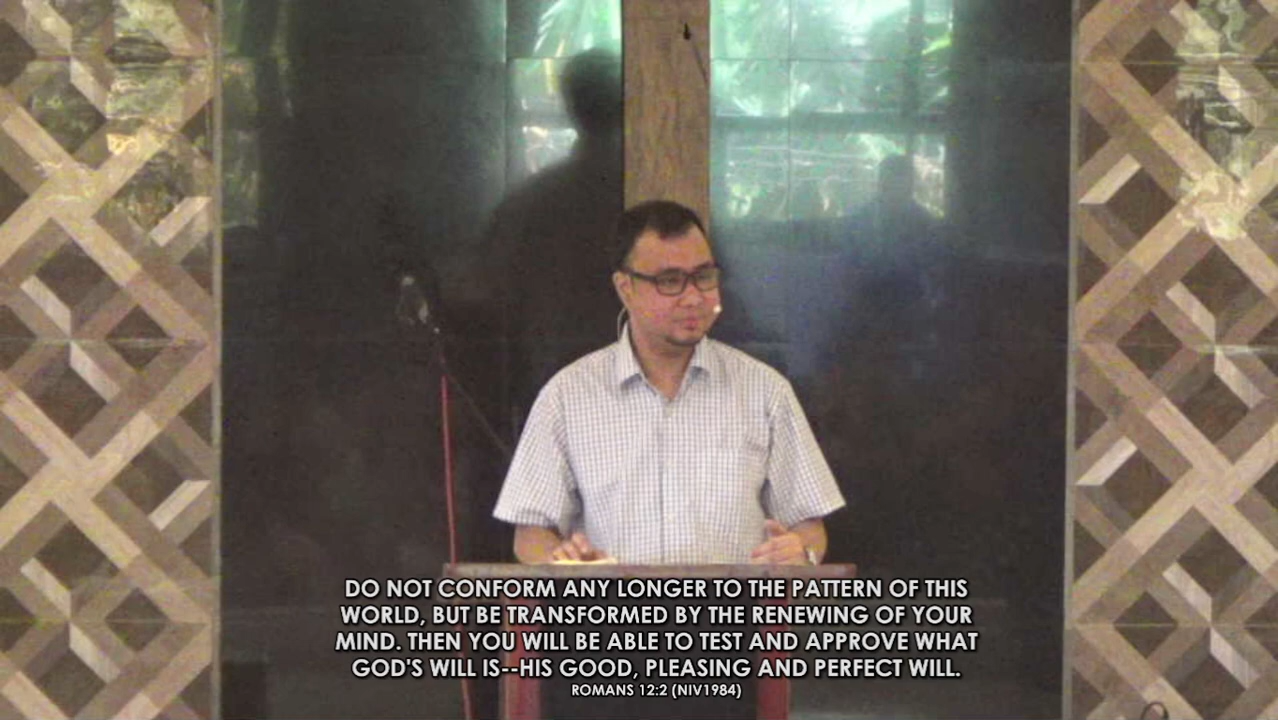 DO NOT CONFORM ANY LONGER TO THE PATTERN OF THIS
WORLD, BUT BE TRANSFORMED BY THE RENEWING OF YOUR
MIND. THEN YOU WILL BE ABLE TO TEST AND APPROVE WHAT
GOD'S WILL IS--HIS GOOD, PLEASING AND PERFECT WILL.
ROMANS 12:2 (NIV1984)